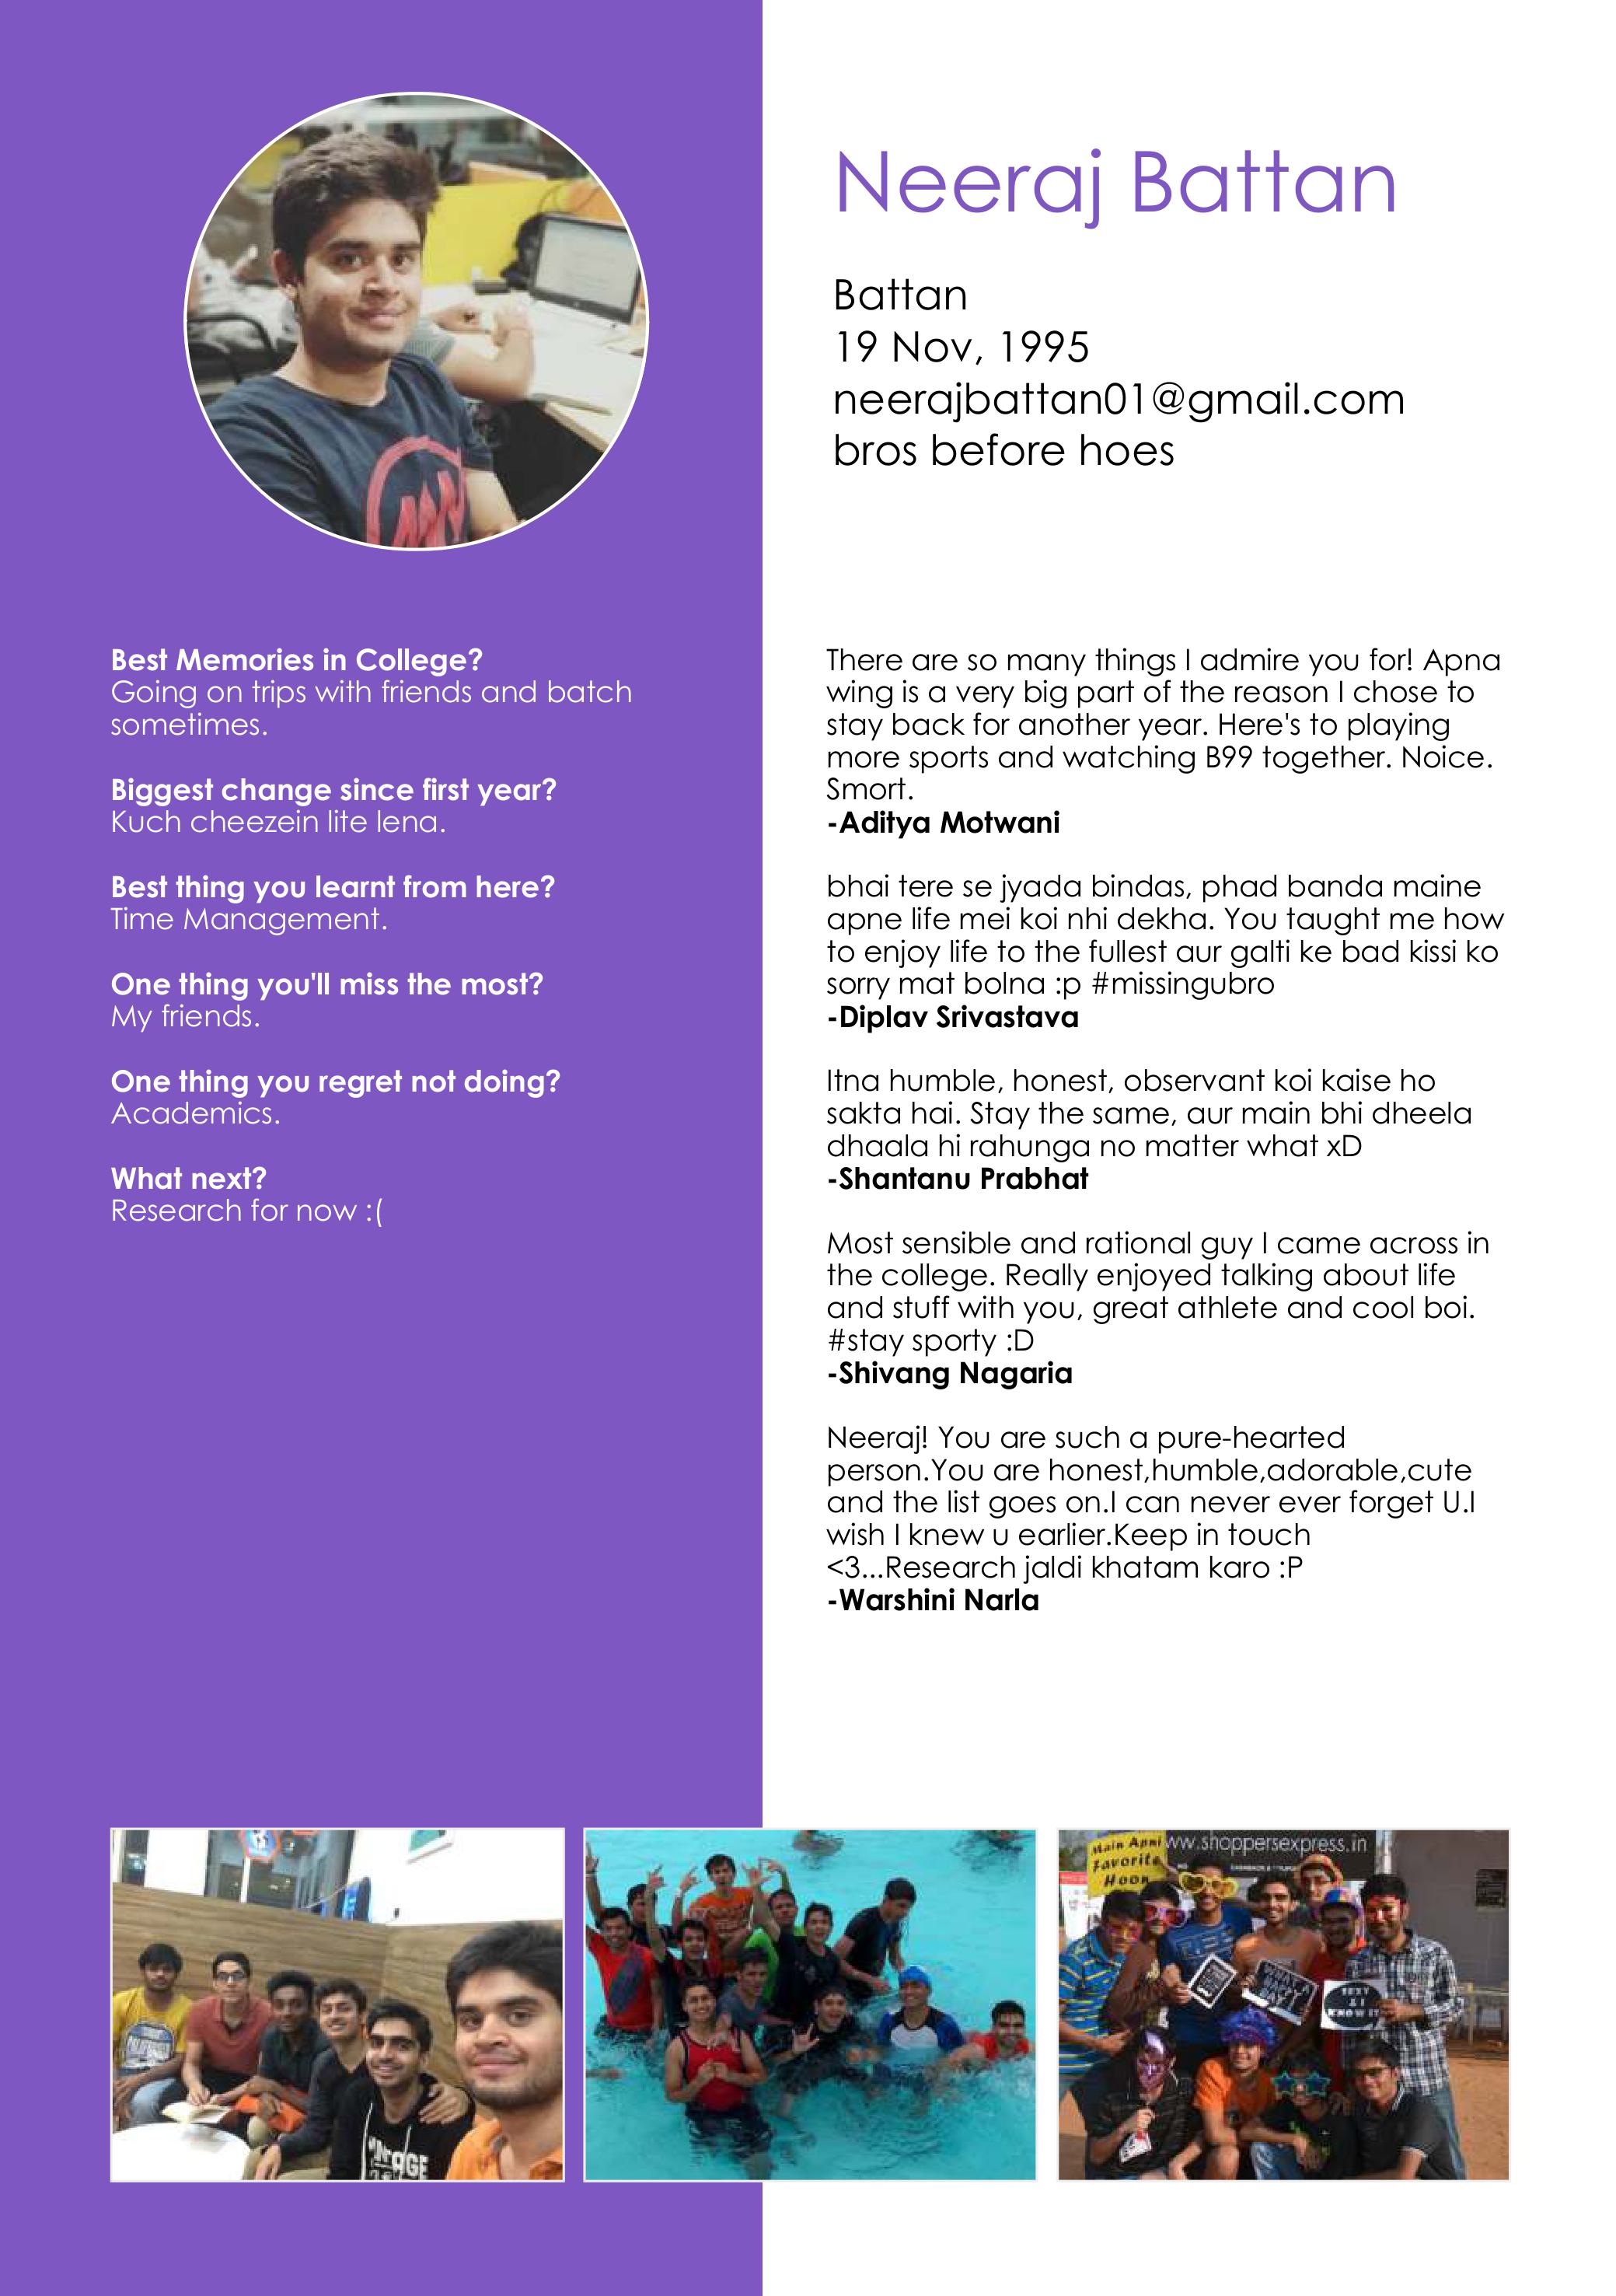 Neeraj Battan
Battan
19 Nov, 1995
neerajbattan01@gmail.com
bros before hoes
Best Memories in College?
Going on trips with friends and batch
sometimes.
Biggest change since first year?
Kuch cheezein lite lena.
Best thing you learnt from here?
Time Management.
One thing you'll miss the most?
My friends.
One thing you regret not doing?
Academics.
What next?
Research for now :(
There are so many things I admire you for! Apna
wing is a very big part of the reason I chose to
stay back for another year. Here's to playing
more sports and watching B99 together. Noice.
Smort.
-Aditya Motwani
bhai tere se jyada bindas, phad banda maine
apne life mei koi nhi dekha. You taught me how
to enjoy life to the fullest aur galti ke bad kissi ko
sorry mat bolna :p #missingubro
-Diplav Srivastava
Itna humble, honest, observant koi kaise ho
sakta hai. Stay the same, aur main bhi dheela
dhaala hi rahunga no matter what xD
-Shantanu Prabhat
Most sensible and rational guy I came across in
the college. Really enjoyed talking about life
and stuff with you, great athlete and cool boi.
#stay sporty :D
-Shivang Nagaria
Neeraj! You are such a pure-hearted
person.You are honest,humble,adorable,cute
and the list goes on.I can never ever forget U.I
wish I knew u earlier.Keep in touch
<3...Research jaldi khatam karo :P
-Warshini Narla
Main Apni
Favorite
Hoon
ww.shoppersexpress.in
SEXY
& I
KNOW IT